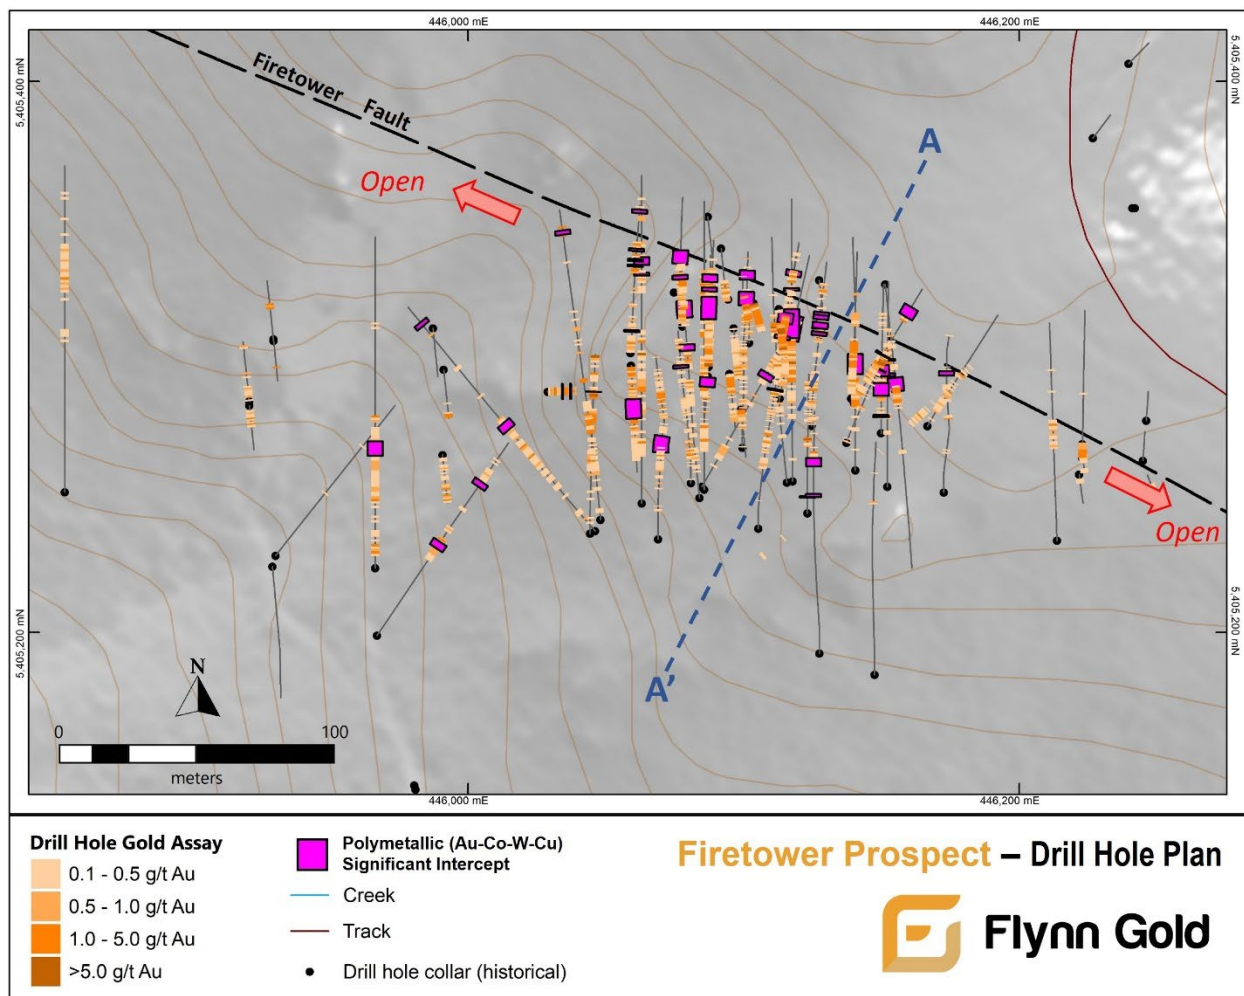 446,000 mE
446,200 mE
5,405,400 mN
5,405,400 mN
Firetower Fault
Open
A
Open
5,405,200 mN
5,405,200 mN
A'
N
0 100
meters
446,000 mE
446,200 mE
Drill Hole Gold Assay
0.1 - 0.5 g/t Au
0.5 - 1.0 g/t Au
1.0 - 5.0 g/t Au
>5.0 g/t Au
Polymetallic (Au-Co-W-Cu)
Significant Intercept
Creek
Track
Drill hole collar (historical)
Firetower Prospect – Drill Hole Plan
Flynn Gold